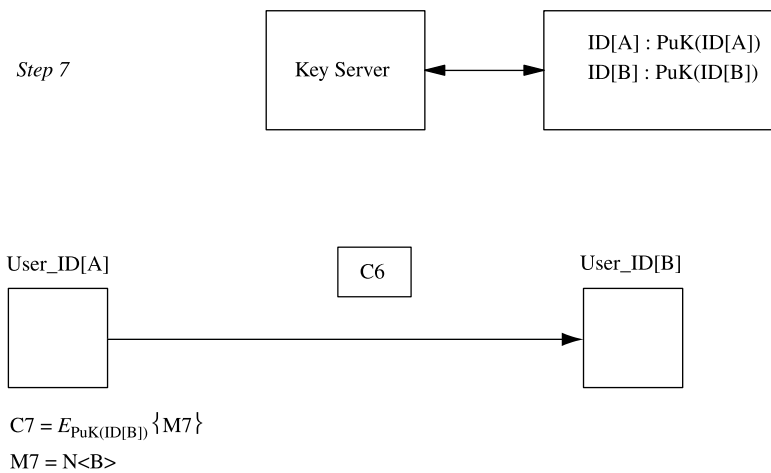 Step 7
Key Server
ID[A] : PuK(ID[A])
ID[B] : PuK(ID[B])
User_ID[A]
C6
User_ID[B]
C7 = E_PuK(ID[B]) {M7}
M7 = N<B>